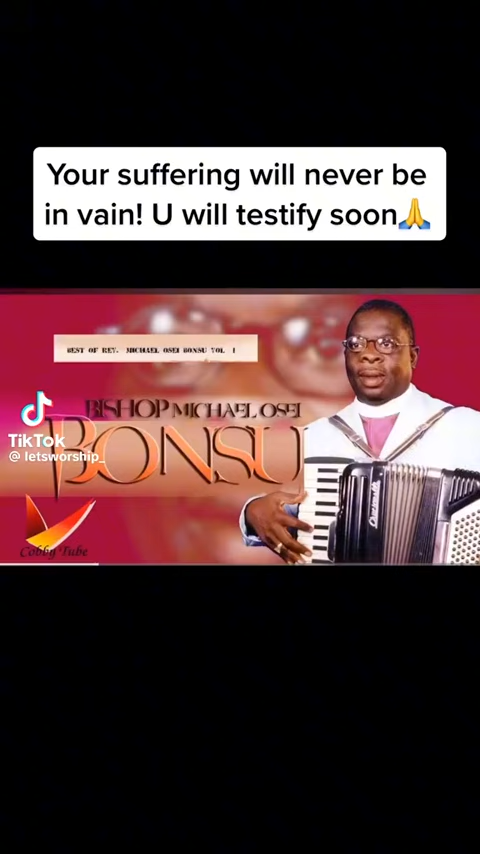 Your suffering will never be
in vain! U will testify soon🙏
BEST OF REV. MICHAEL OSEI BONSU VOL 1
BISHOP MICHAEL OSEI
BONSU
TikTok
@ letsworship_
Cobby Tube